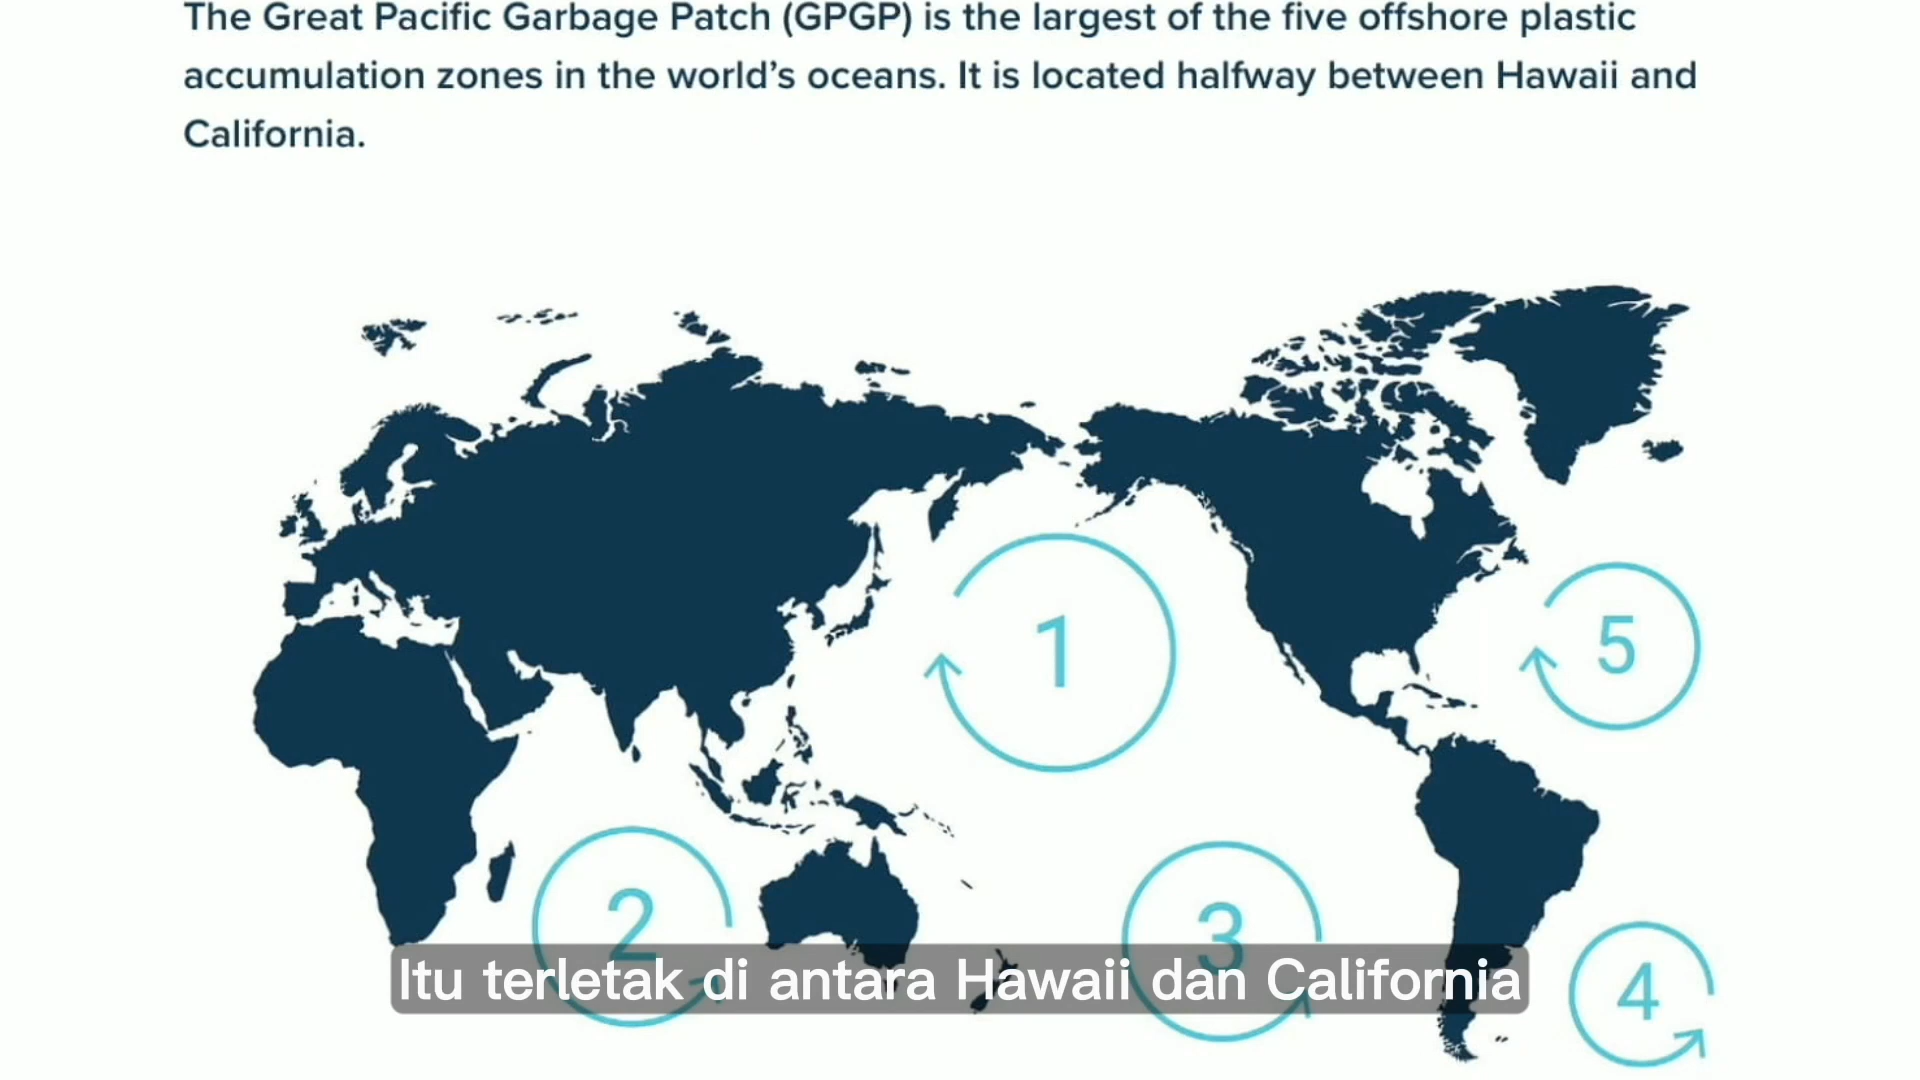 The Great Pacific Garbage Patch (GPGP) is the largest of the five offshore plastic
accumulation zones in the world's oceans. It is located halfway between Hawaii and
California.
1
5
2
3
4
Itu terletak di antara Hawaii dan California